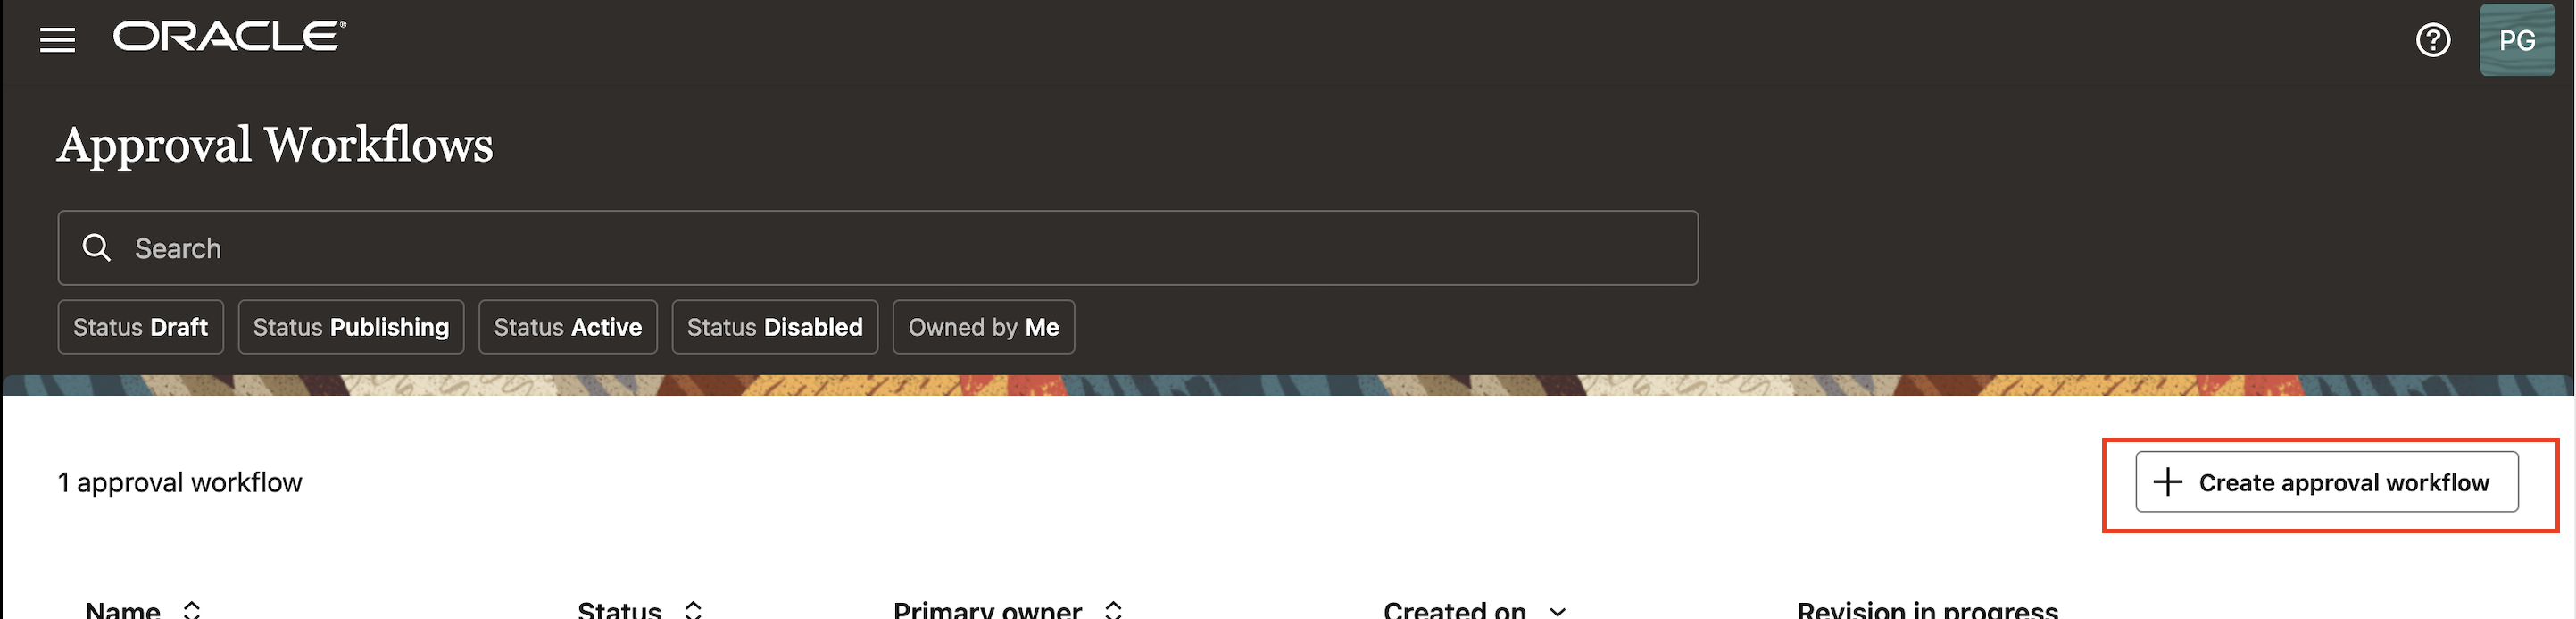 ORACLE®
PG
Approval Workflows
Search
Status Draft Status Publishing Status Active Status Disabled Owned by Me
1 approval workflow
Create approval workflow
Name Status Primary owner Created on Revision in progress